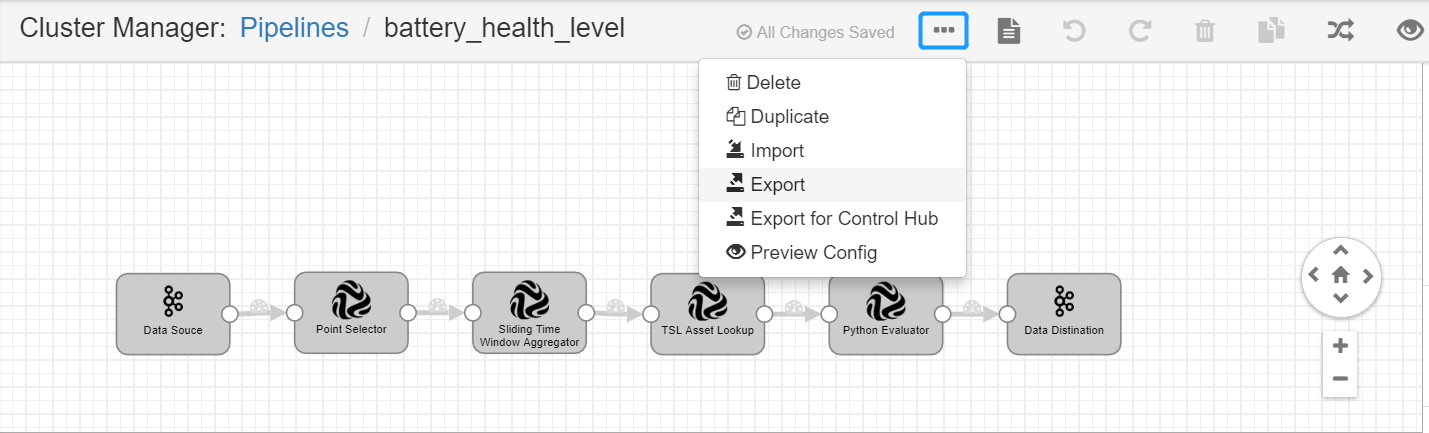 Cluster Manager: Pipelines / battery_health_level
All Changes Saved
Delete
Duplicate
Import
Export
Export for Control Hub
Preview Config
Data Souce
Point Selector
Sliding Time
Window Aggregator
TSL Asset Lookup
Python Evaluator
Data Distination